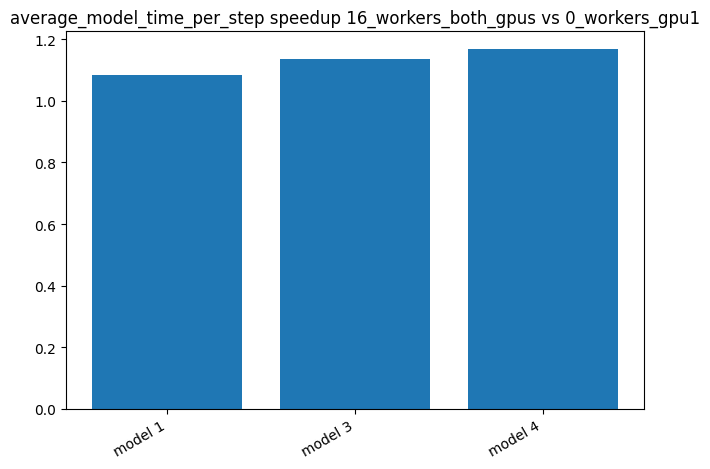 average_model_time_per_step speedup 16_workers_both_gpus vs 0_workers_gpu1
1.2
1.0
0.8
0.6
0.4
0.2
0.0
model 1
model 3
model 4